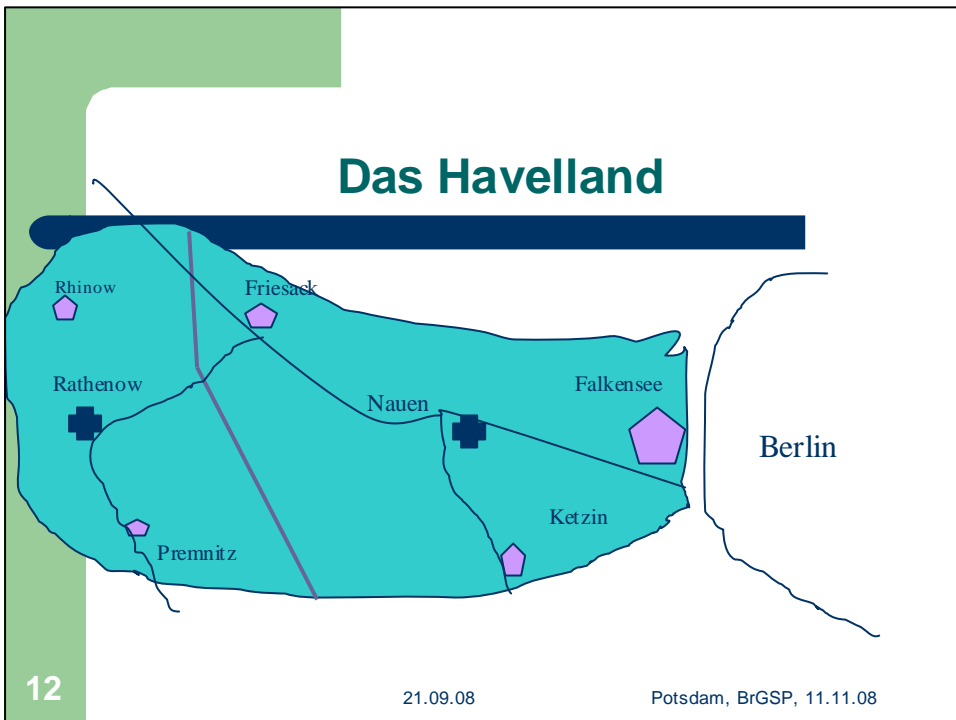 Das Havelland
Rhinow
Friesack
Rathenow
Nauen
Falkensee
Berlin
Ketzin
Premnitz
12
21.09.08
Potsdam, BrGSP, 11.11.08